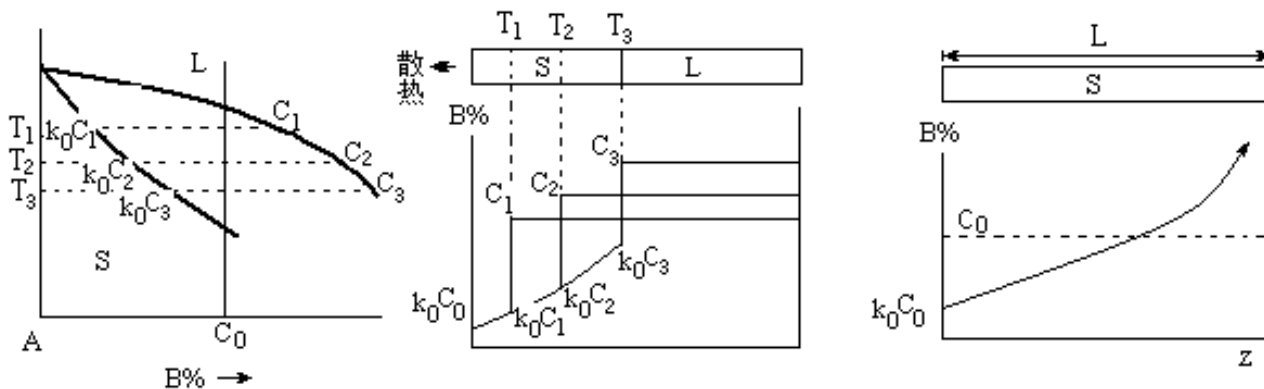 L
C₁
T₁
k₀C₁
C₂
T₂
k₀C₂
C₃
T₃
k₀C₃
S
A
C₀
B% →
T₁ T₂ T₃
散热
S
L
B%
C₃
C₂
C₁
k₀C₃
k₀C₂
k₀C₁
k₀C₀
L
S
B%
C₀
k₀C₀
z